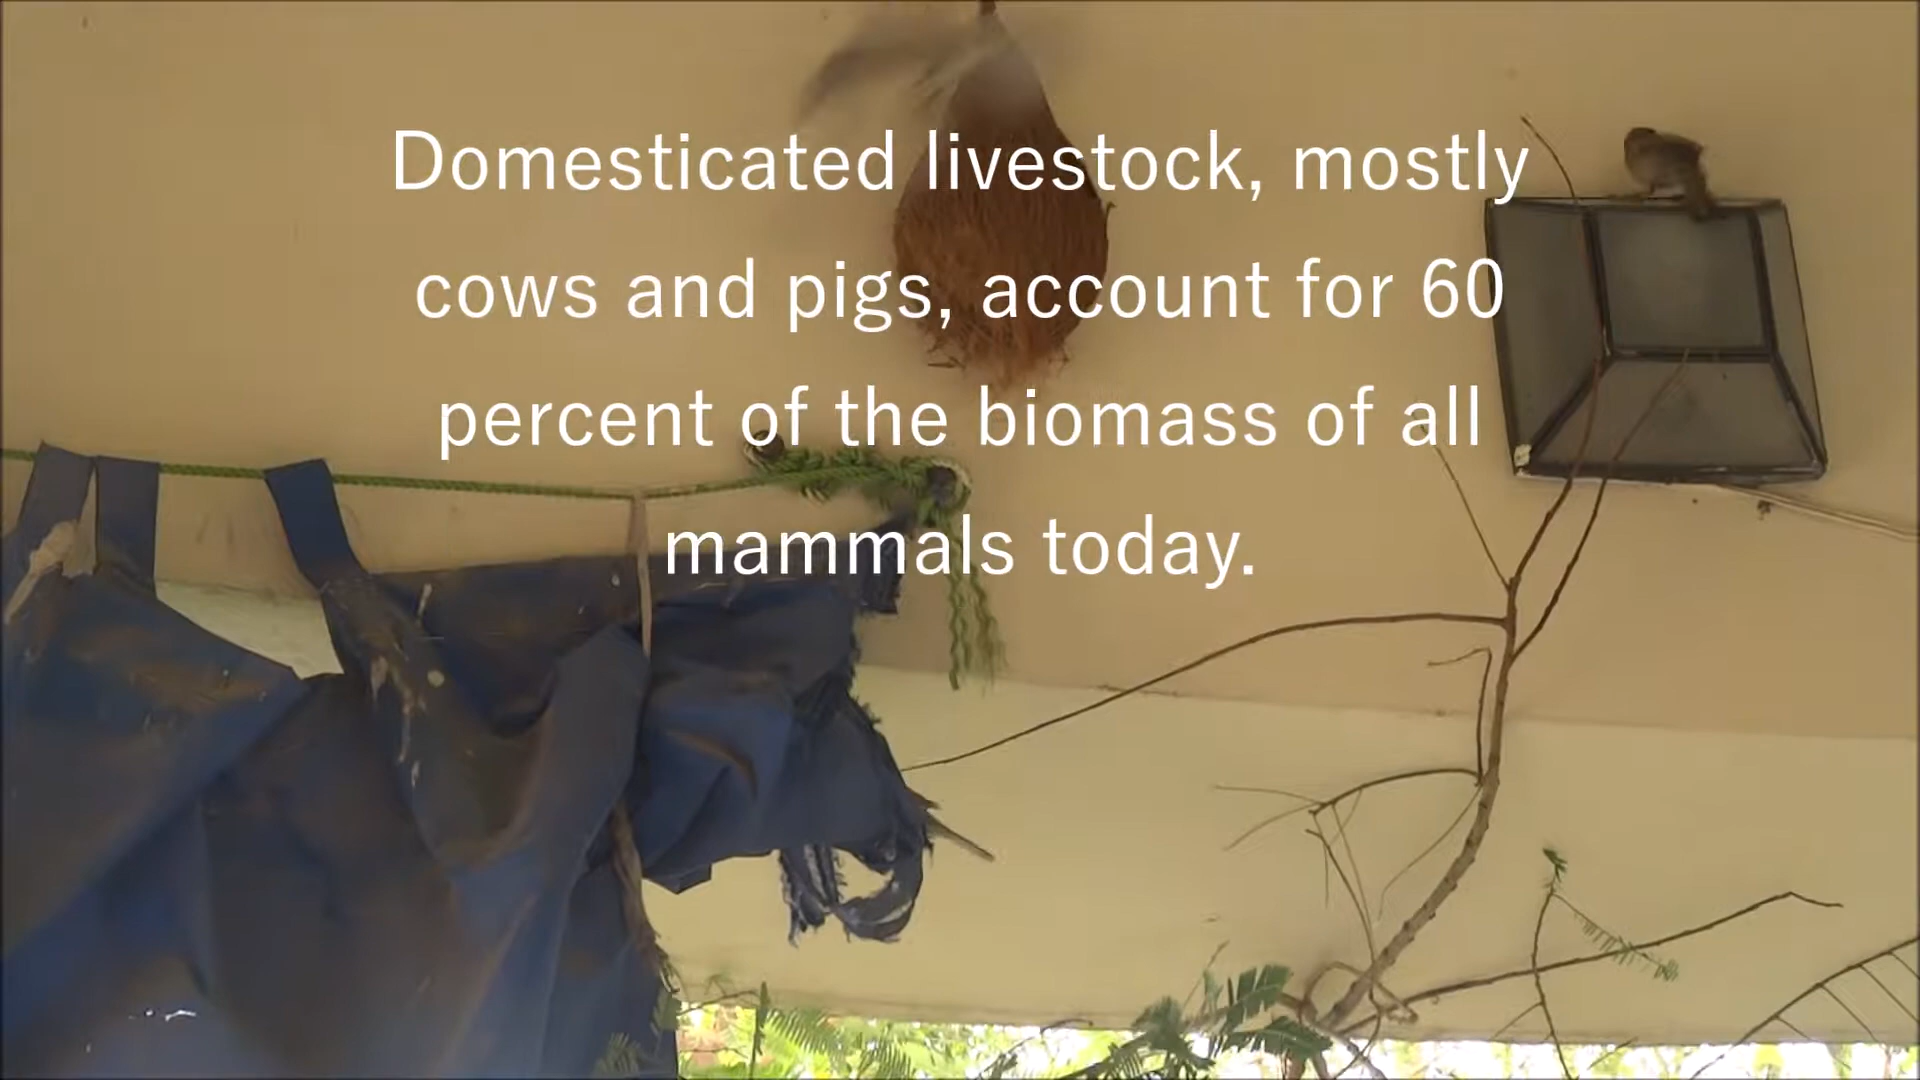 Domesticated livestock, mostly
cows and pigs, account for 60
percent of the biomass of all
mammals today.